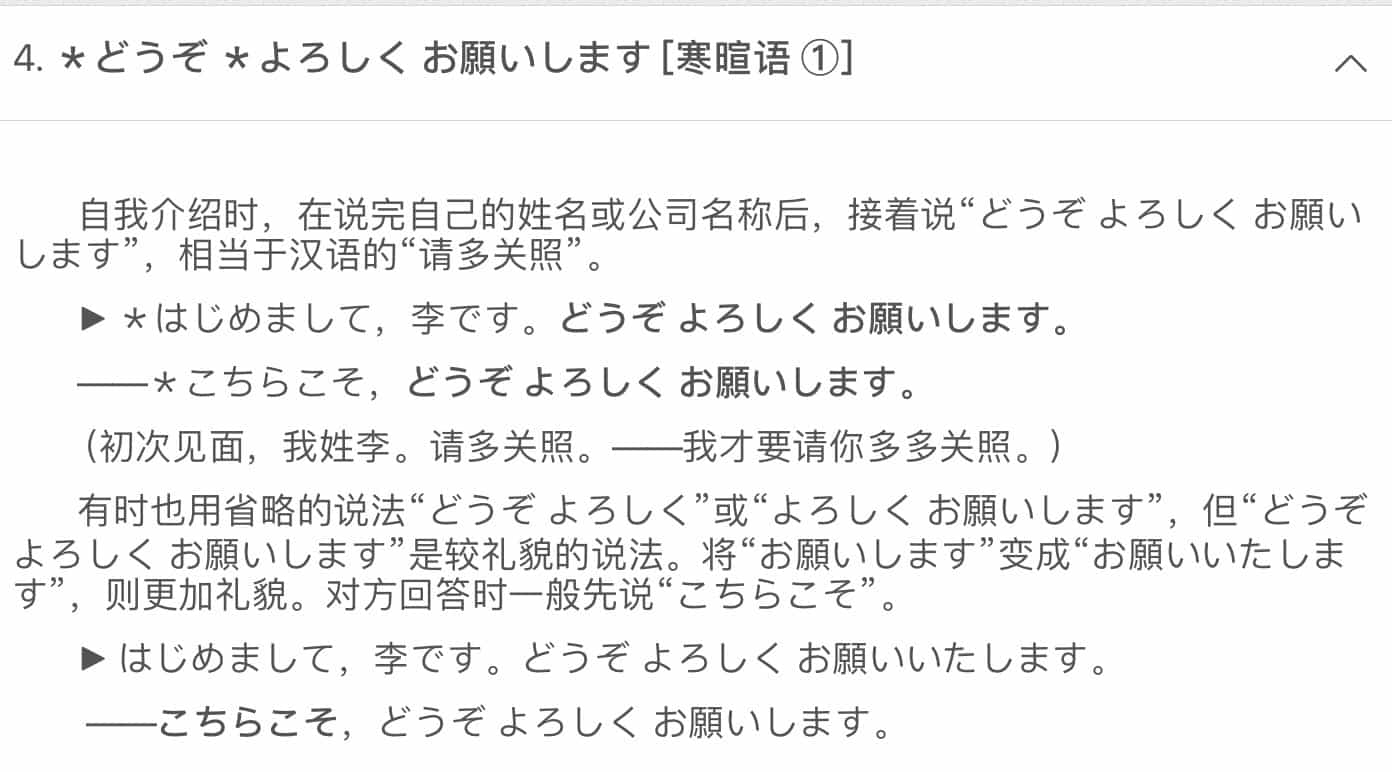 4. ＊どうぞ ＊よろしく お願いします [寒暄语 ①]
自我介绍时，在说完自己的姓名或公司名称后，接着说“どうぞ よろしく お願い
します”，相当于汉语的“请多关照”。
▶ ＊はじめまして，李です。どうぞ よろしく お願いします。
——＊こちらこそ，どうぞ よろしく お願いします。
（初次见面，我姓李。请多关照。——我才要请你多多关照。）
有时也用省略的说法“どうぞ よろしく”或“よろしく お願いします”，但“どうぞ
よろしく お願いします”是较礼貌的说法。将“お願いします”变成“お願いいたしま
す”，则更加礼貌。对方回答时一般先说“こちらこそ”。
▶ はじめまして，李です。どうぞ よろしく お願いいたします。
——こちらこそ，どうぞ よろしく お願いします。